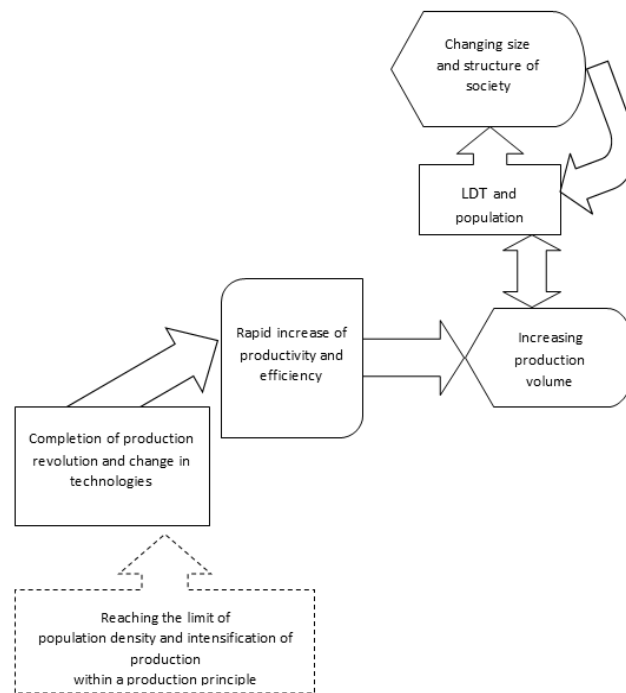 Changing size
and structure of
society
LDT and
population
Rapid increase of
productivity and
efficiency
Increasing
production
volume
Completion of production
revolution and change in
technologies
Reaching the limit of
population density and intensification of
production
within a production principle